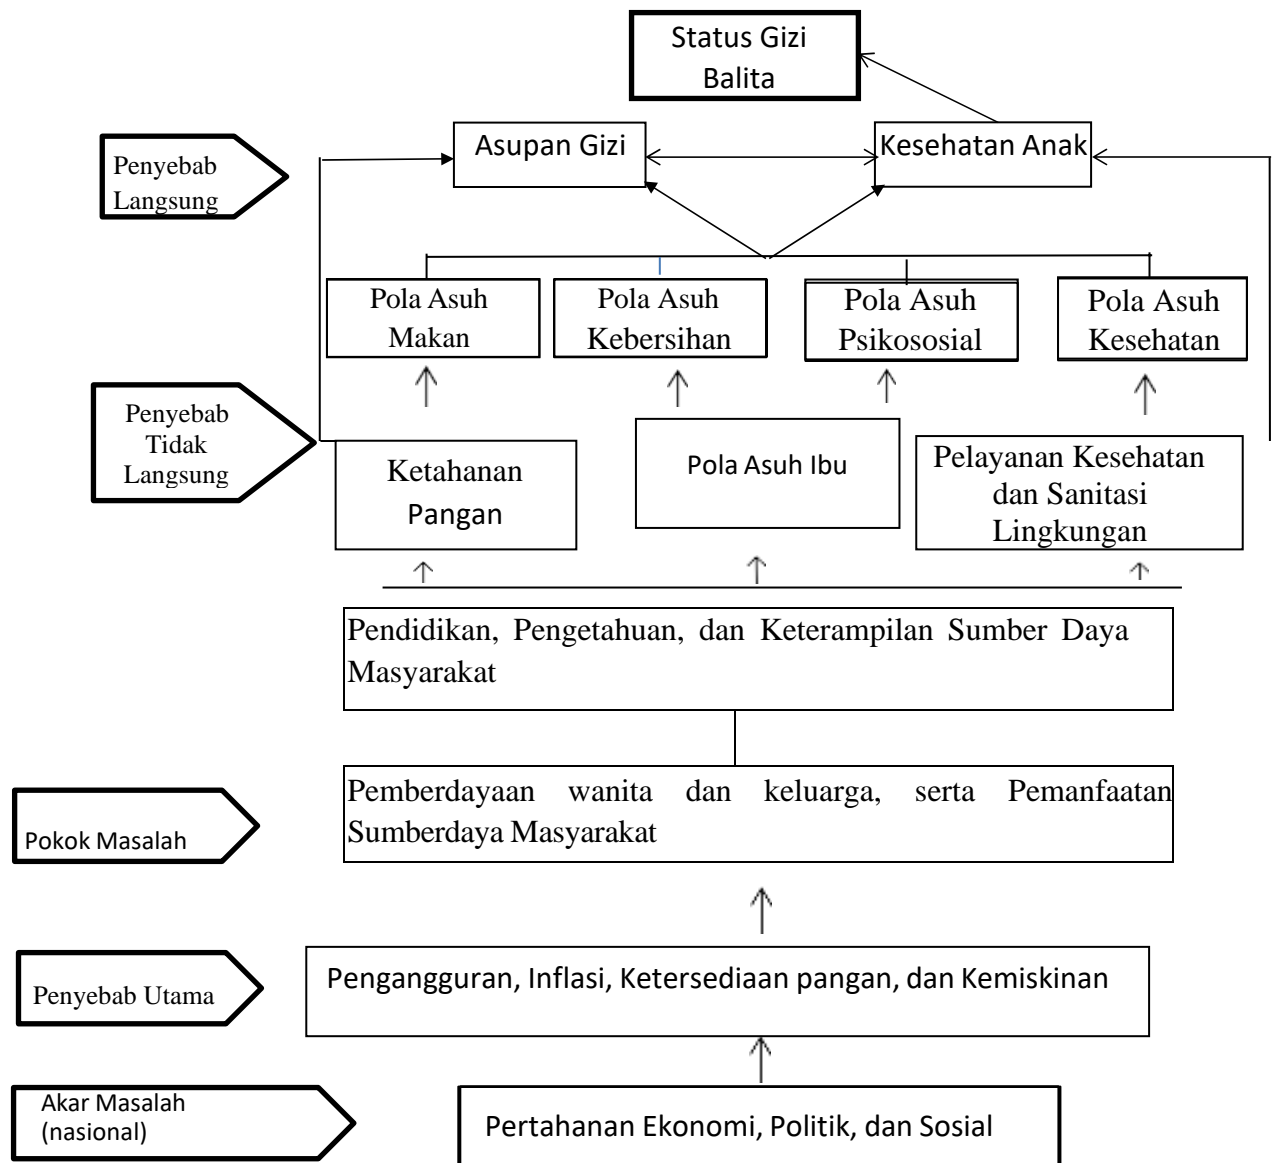 Status Gizi
Balita
Penyebab
Langsung
Asupan Gizi
Kesehatan Anak
Pola Asuh
Makan
Pola Asuh
Kebersihan
Pola Asuh
Psikososial
Pola Asuh
Kesehatan
Penyebab
Tidak
Langsung
Ketahanan
Pangan
Pola Asuh Ibu
Pelayanan Kesehatan
dan Sanitasi
Lingkungan
Pendidikan, Pengetahuan, dan Keterampilan Sumber Daya
Masyarakat
Pokok Masalah
Pemberdayaan wanita dan keluarga, serta Pemanfaatan
Sumberdaya Masyarakat
Penyebab Utama
Pengangguran, Inflasi, Ketersediaan pangan, dan Kemiskinan
Akar Masalah
(nasional)
Pertahanan Ekonomi, Politik, dan Sosial